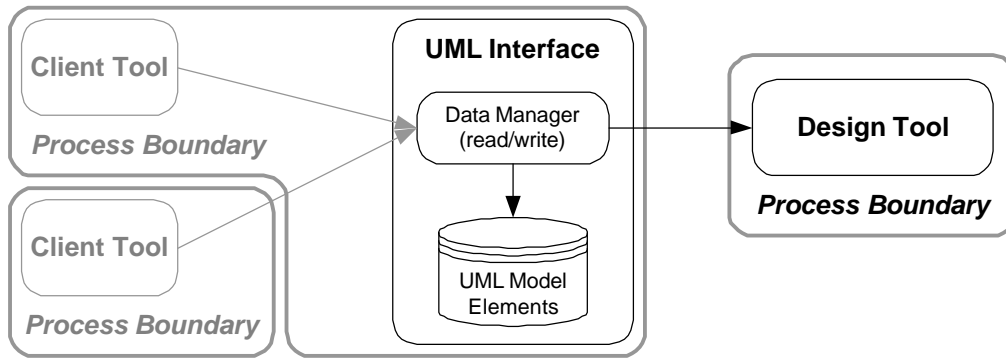 Client Tool
Process Boundary
Client Tool
Process Boundary
UML Interface
Data Manager
(read/write)
UML Model
Elements
Design Tool
Process Boundary